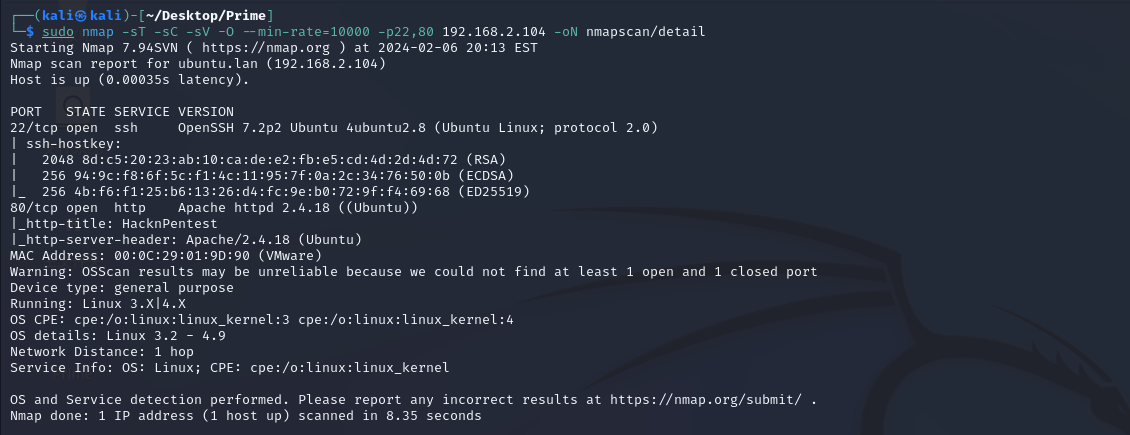 ┌──(kali㉿kali)-[~/Desktop/Prime]
└─$ sudo nmap -sT -sC -sV -O --min-rate=10000 -p22,80 192.168.2.104 -oN nmapscan/detail
Starting Nmap 7.94SVN ( https://nmap.org ) at 2024-02-06 20:13 EST
Nmap scan report for ubuntu.lan (192.168.2.104)
Host is up (0.00035s latency).

PORT   STATE SERVICE VERSION
22/tcp open  ssh     OpenSSH 7.2p2 Ubuntu 4ubuntu2.8 (Ubuntu Linux; protocol 2.0)
| ssh-hostkey:
|   2048 8d:c5:20:23:ab:10:ca:de:e2:fb:e5:cd:4d:2d:4d:72 (RSA)
|   256 94:9c:f8:6f:5c:f1:4c:11:95:7f:0a:2c:34:76:50:0b (ECDSA)
|_  256 4b:f6:f1:25:b6:13:26:d4:fc:9e:b0:72:9f:f4:69:68 (ED25519)
80/tcp open  http    Apache httpd 2.4.18 ((Ubuntu))
|_http-title: HacknPentest
|_http-server-header: Apache/2.4.18 (Ubuntu)
MAC Address: 00:0C:29:01:9D:90 (VMware)
Warning: OSScan results may be unreliable because we could not find at least 1 open and 1 closed port
Device type: general purpose
Running: Linux 3.X|4.X
OS CPE: cpe:/o:linux:linux_kernel:3 cpe:/o:linux:linux_kernel:4
OS details: Linux 3.2 - 4.9
Network Distance: 1 hop
Service Info: OS: Linux; CPE: cpe:/o:linux:linux_kernel

OS and Service detection performed. Please report any incorrect results at https://nmap.org/submit/ .
Nmap done: 1 IP address (1 host up) scanned in 8.35 seconds